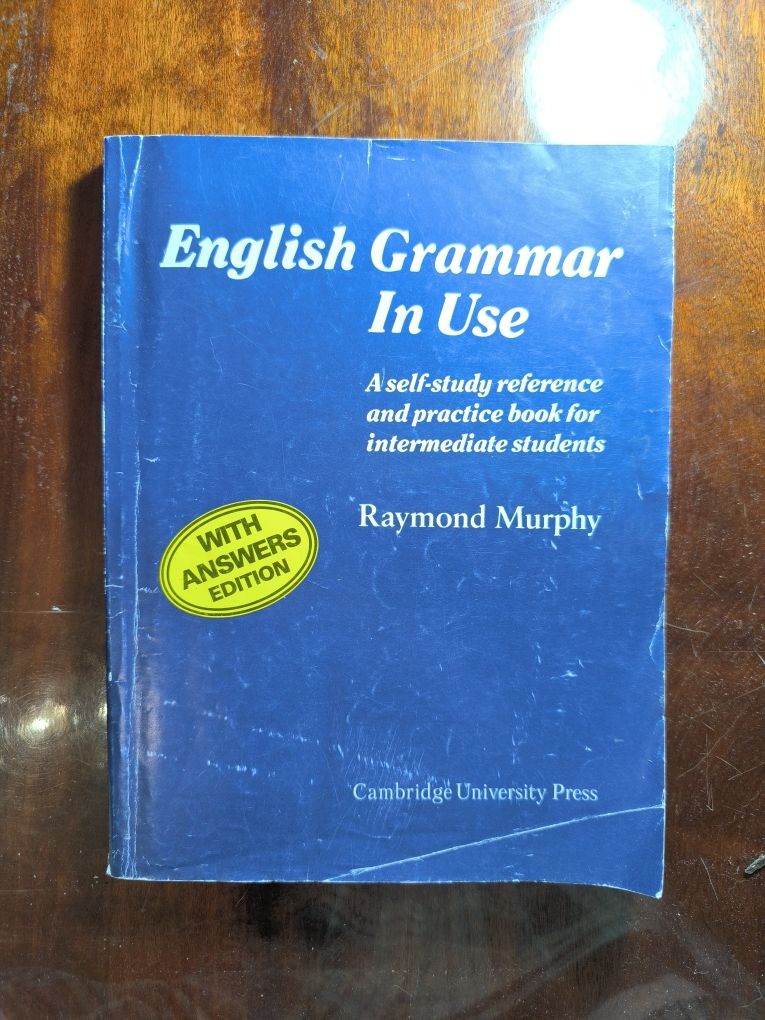 English Grammar
In Use
A self-study reference
and practice book for
intermediate students
Raymond Murphy
WITH
ANSWERS
EDITION
Cambridge University Press